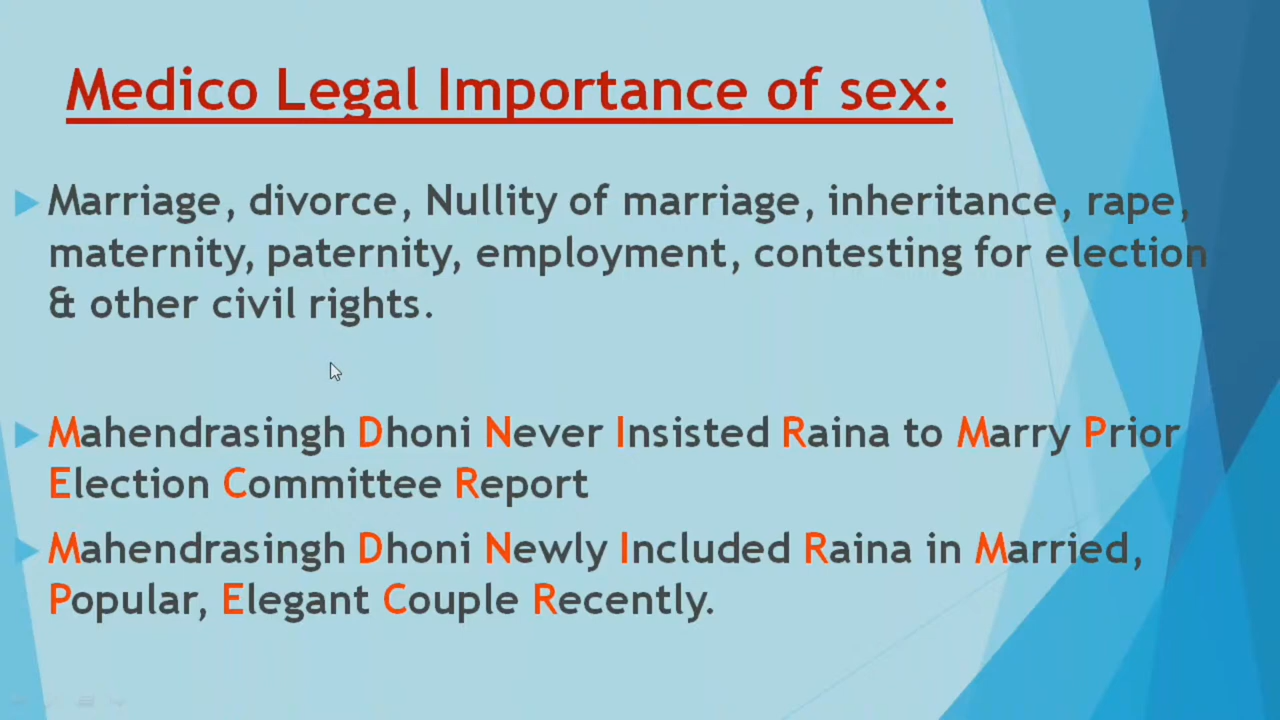 Medico Legal Importance of sex:
Marriage, divorce, Nullity of marriage, inheritance, rape,
maternity, paternity, employment, contesting for election
& other civil rights.
Mahendrasingh Dhoni Never Insisted Raina to Marry Prior
Election Committee Report
Mahendrasingh Dhoni Newly Included Raina in Married,
Popular, Elegant Couple Recently.